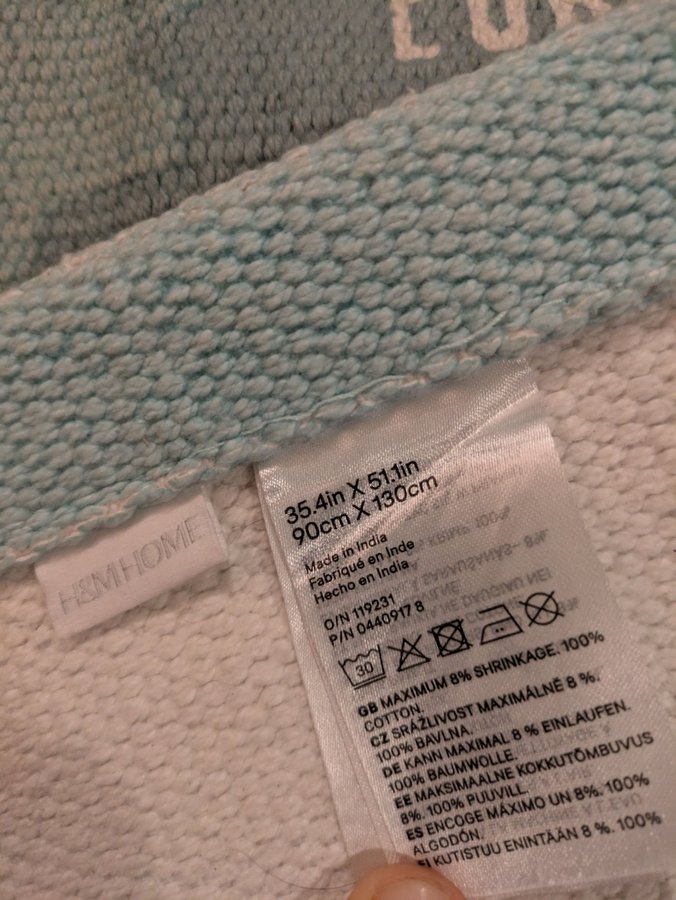 H&M HOME
35.4in X 51.1in
90cm X 130cm
Made in India
Fabriqué en Inde
Hecho en India
O/N 119231
P/N 0440917 8
30
GB MAXIMUM 8% SHRINKAGE. 100%
COTTON.
CZ SRÁŽLIVOST MAXIMÁLNĚ 8 %.
100% BAVLNA.
DE KANN MAXIMAL 8 % EINLAUFEN.
100% BAUMWOLLE.
EE MAKSIMAALNE KOKKUTÕMBUVUS
8%. 100% PUUVILL.
ES ENCOGE MÁXIMO UN 8%. 100%
ALGODÓN.
FI KUTISTUU ENINTÄÄN 8 %. 100%